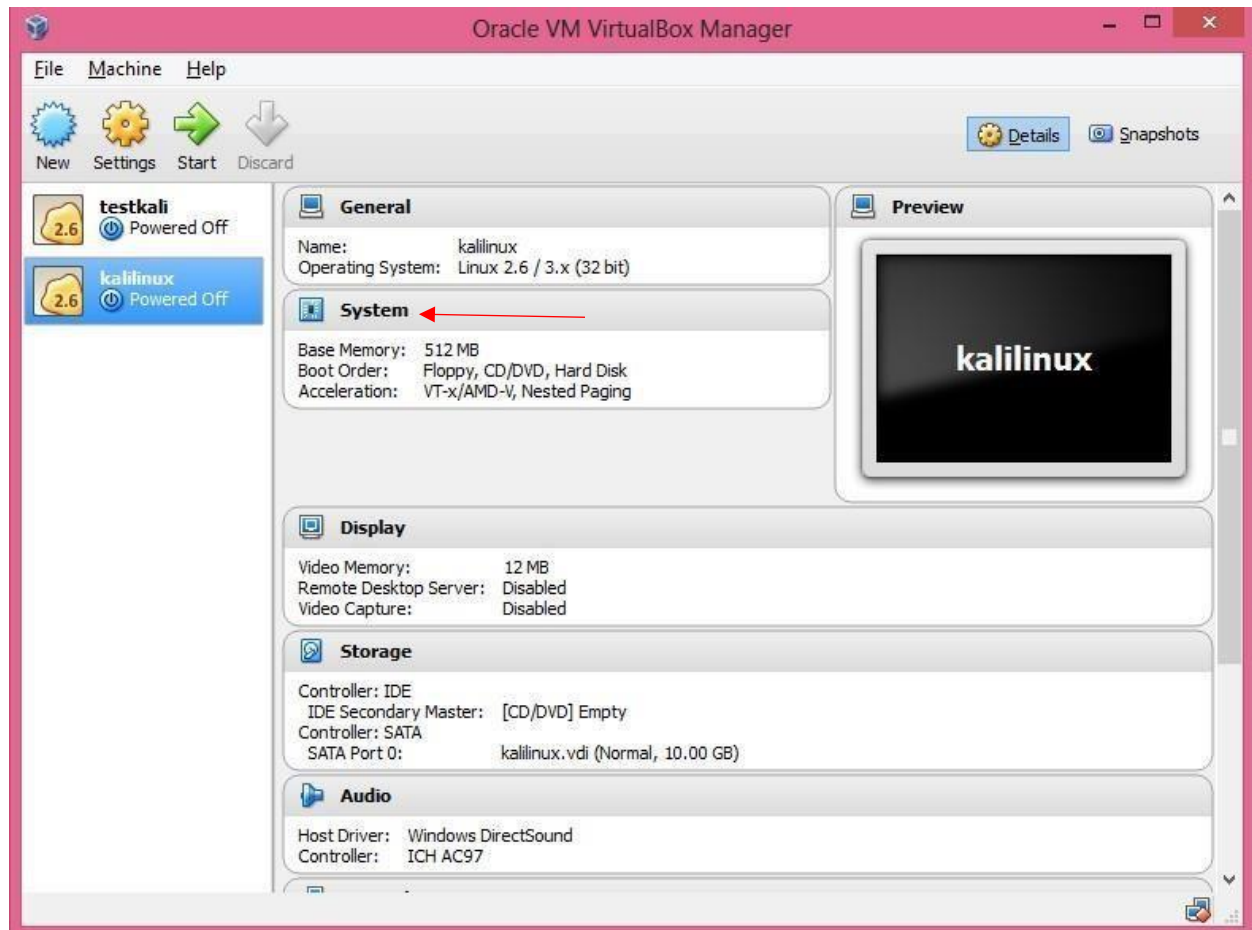 Oracle VM VirtualBox Manager
File Machine Help
New Settings Start Discard
Details Snapshots
2.6 testkali
Powered Off
2.6 kalilinux
Powered Off
General
Name: kalilinux
Operating System: Linux 2.6 / 3.x (32 bit)
System
Base Memory: 512 MB
Boot Order: Floppy, CD/DVD, Hard Disk
Acceleration: VT-x/AMD-V, Nested Paging
Preview
kalilinux
Display
Video Memory: 12 MB
Remote Desktop Server: Disabled
Video Capture: Disabled
Storage
Controller: IDE
IDE Secondary Master: [CD/DVD] Empty
Controller: SATA
SATA Port 0: kalilinux.vdi (Normal, 10.00 GB)
Audio
Host Driver: Windows DirectSound
Controller: ICH AC97